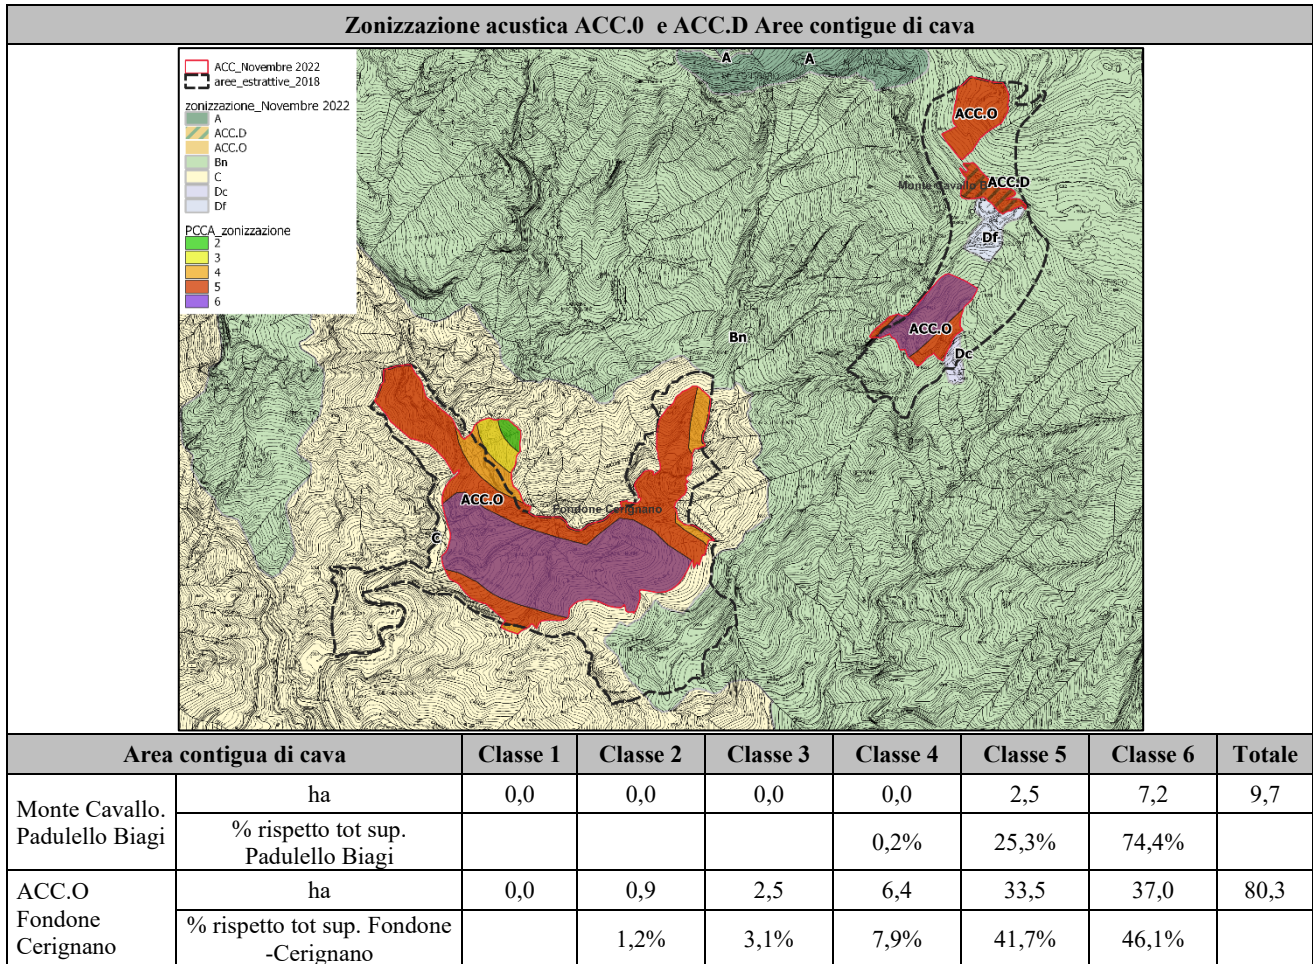 Zonizzazione acustica ACC.0 e ACC.D Aree contigue di cava
ACC_Novembre 2022
aree_estrattive_2018
zonizzazione_Novembre 2022
A
ACC.D
ACC.O
Bn
C
Dc
Df
PCCA_zonizzazione
2
3
4
5
6
A
A
ACC.O
Monte Cavallo
ACC.D
Df
ACC.O
Dc
Bn
ACC.O
Fondone Cerignano
C
Area contigua di cava Classe 1 Classe 2 Classe 3 Classe 4 Classe 5 Classe 6 Totale
Monte Cavallo.
Padulello Biagi
ha 0,0 0,0 0,0 0,0 2,5 7,2 9,7
% rispetto tot sup.
Padulello Biagi
0,2% 25,3% 74,4%
ACC.O
Fondone
Cerignano
ha 0,0 0,9 2,5 6,4 33,5 37,0 80,3
% rispetto tot sup. Fondone
-Cerignano
1,2% 3,1% 7,9% 41,7% 46,1%